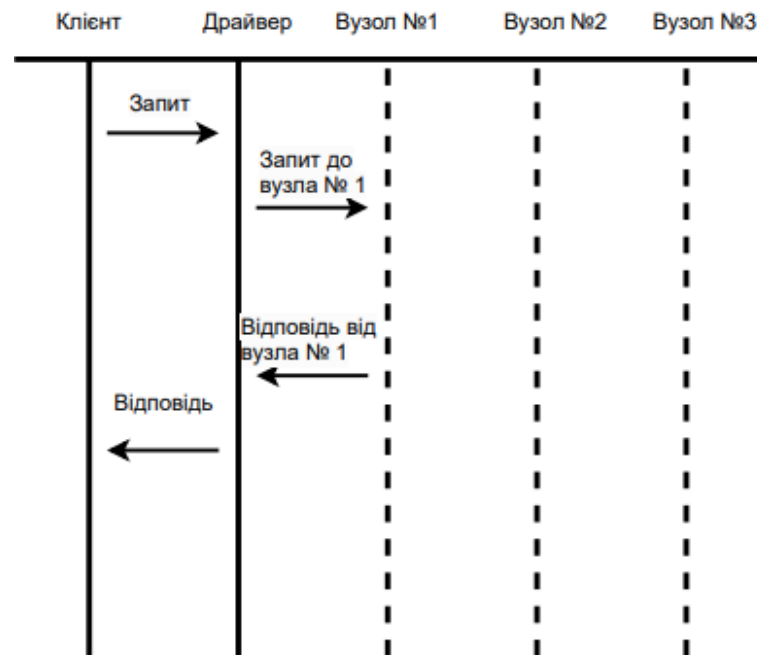 Клієнт Драйвер Вузол №1 Вузол №2 Вузол №3
Запит
Запит до
вузла № 1
Відповідь від
вузла № 1
Відповідь